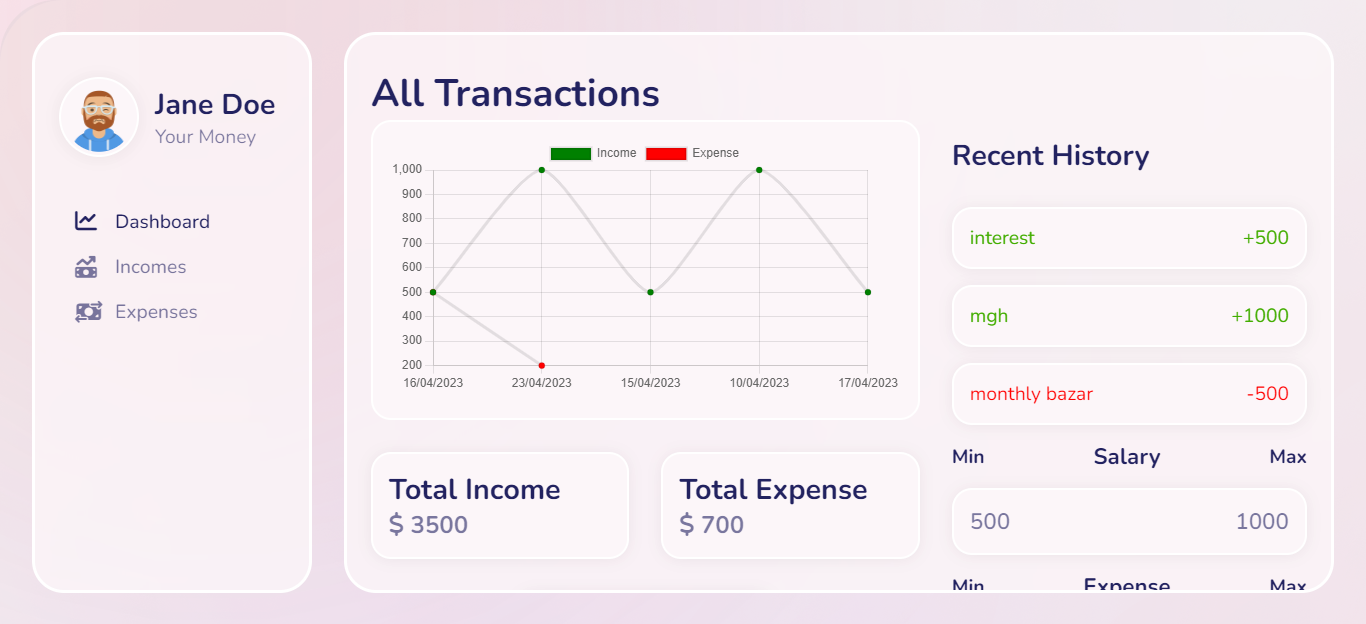 Jane Doe
Your Money
Dashboard
Incomes
Expenses
All Transactions
Income Expense
1,000
900
800
700
600
500
400
300
200
16/04/2023 23/04/2023 15/04/2023 10/04/2023 17/04/2023
Total Income
$ 3500
Total Expense
$ 700
Recent History
interest +500
mgh +1000
monthly bazar -500
Min Salary Max
500 1000
Min Expense Max